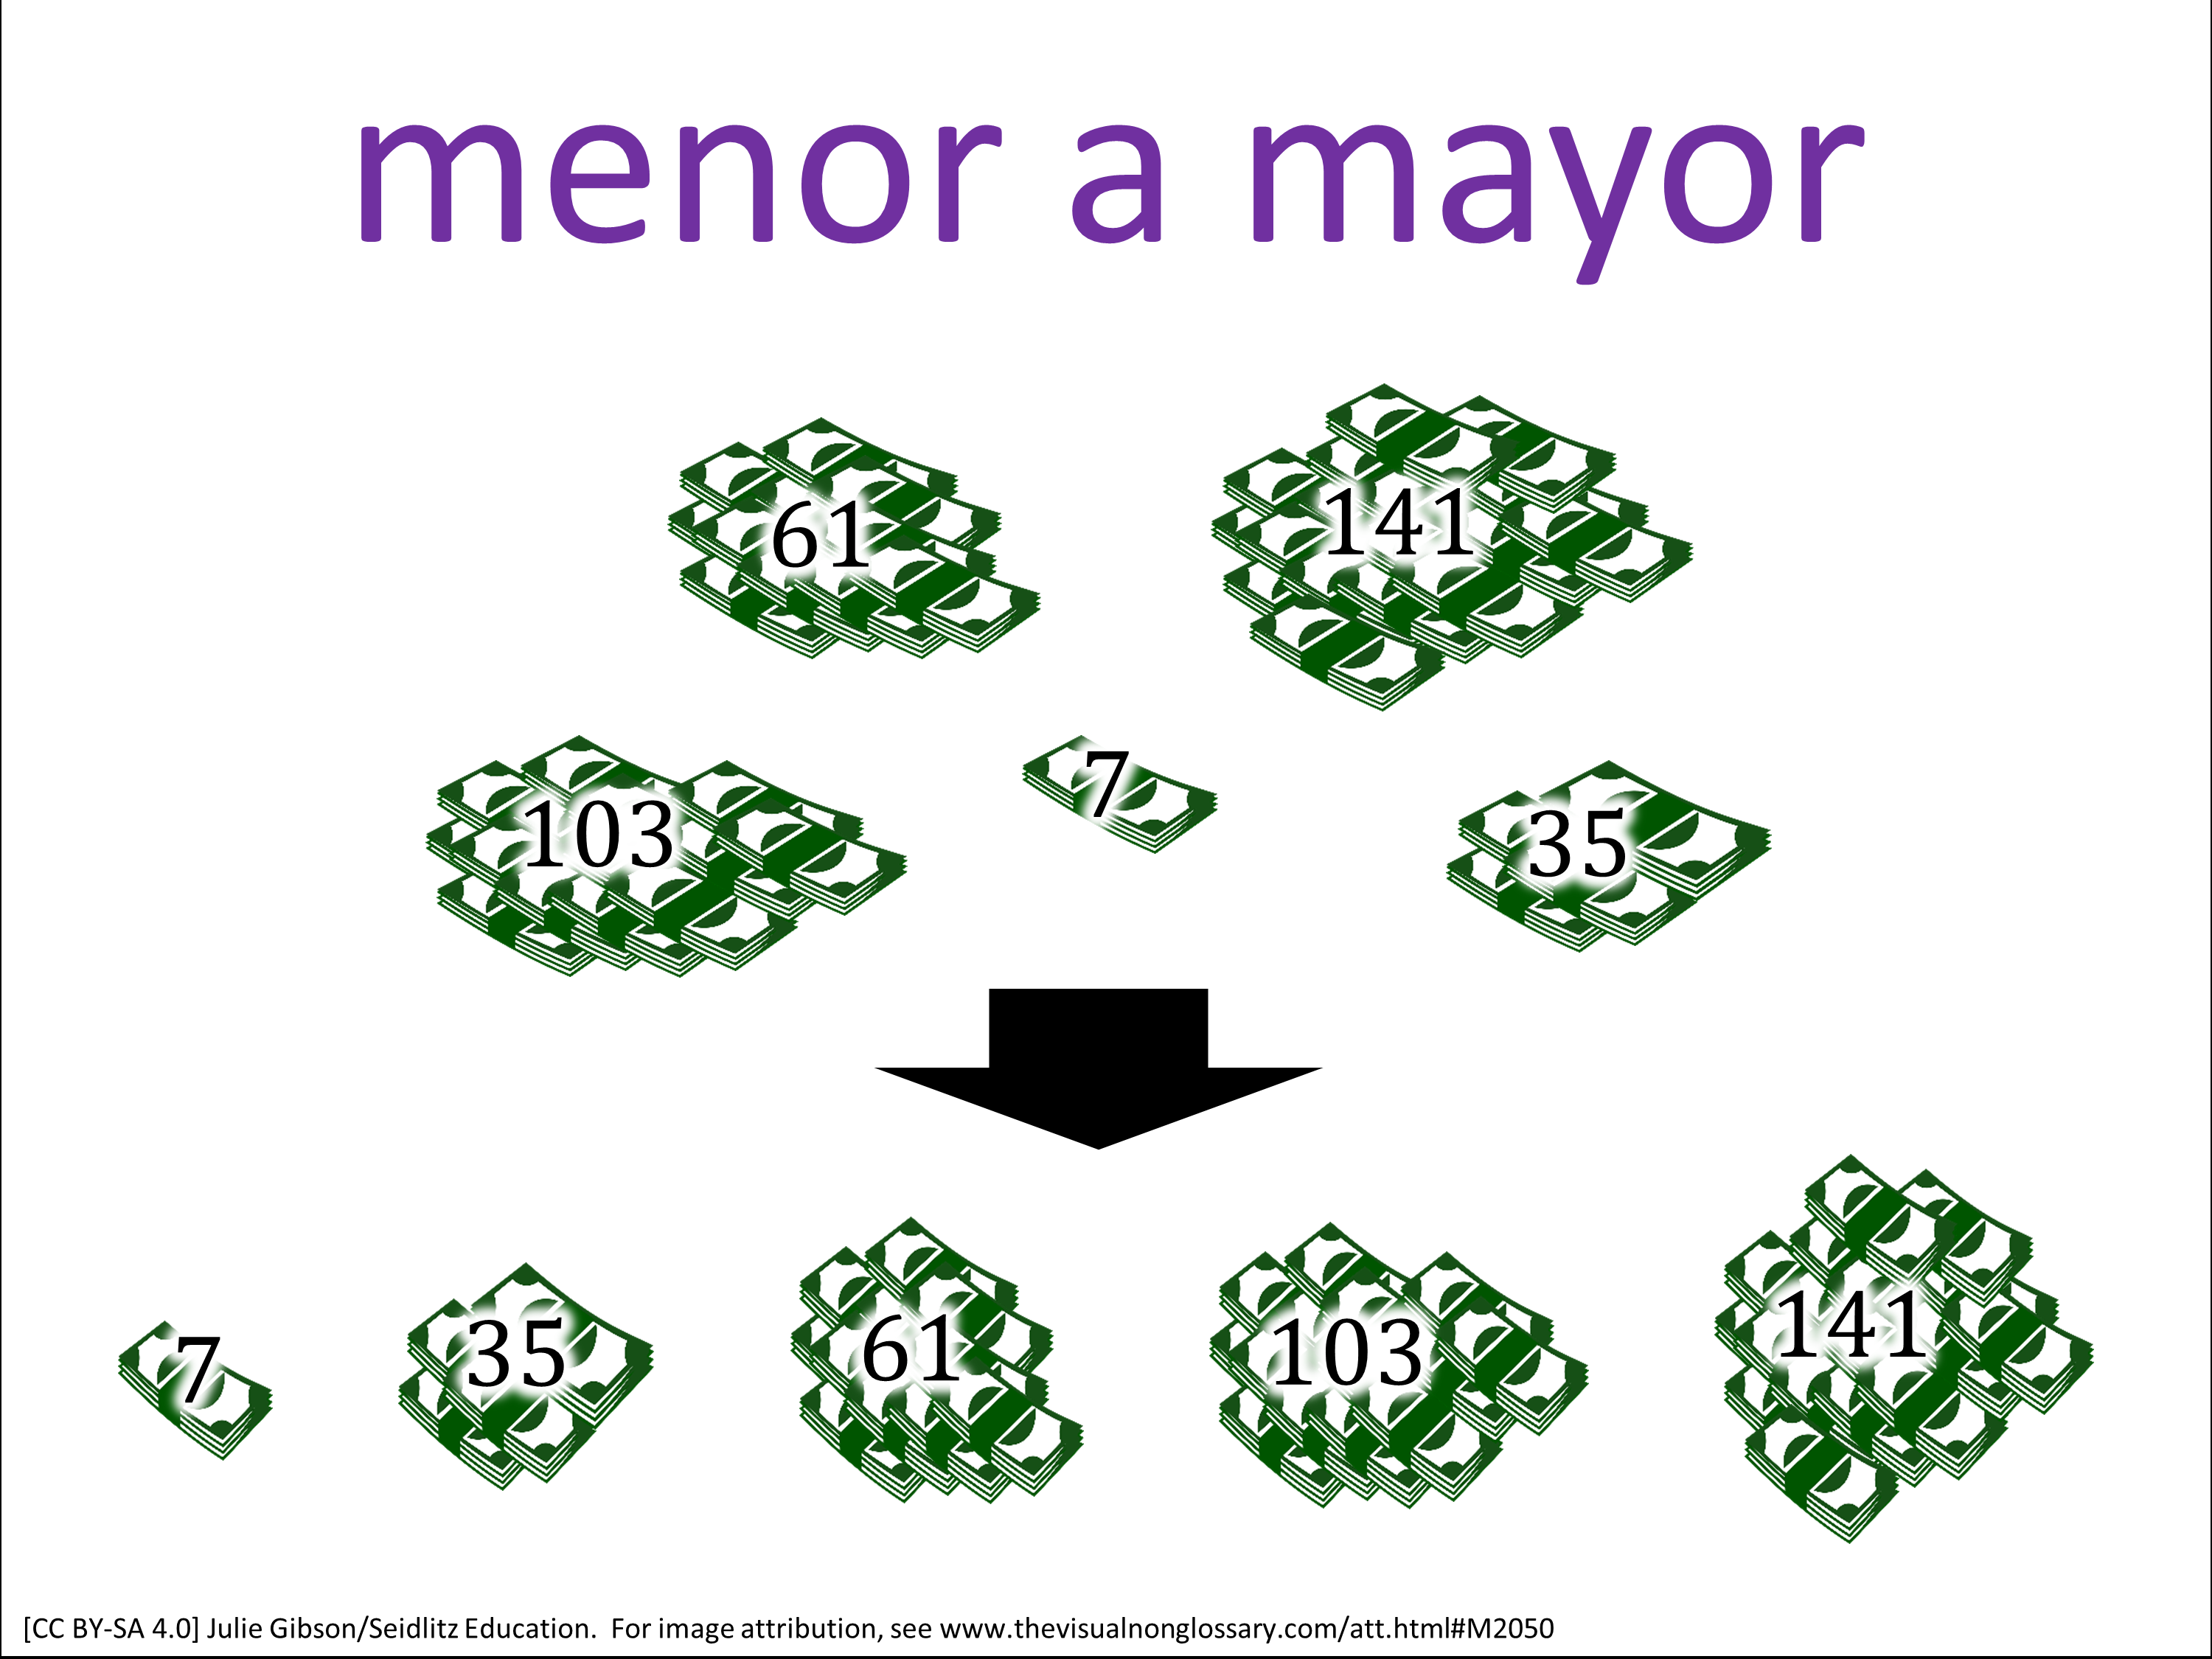 menor a mayor
61 141
103 7 35
7 35 61 103 141
[CC BY-SA 4.0] Julie Gibson/Seidlitz Education.  For image attribution, see www.thevisualnonglossary.com/att.html#M2050